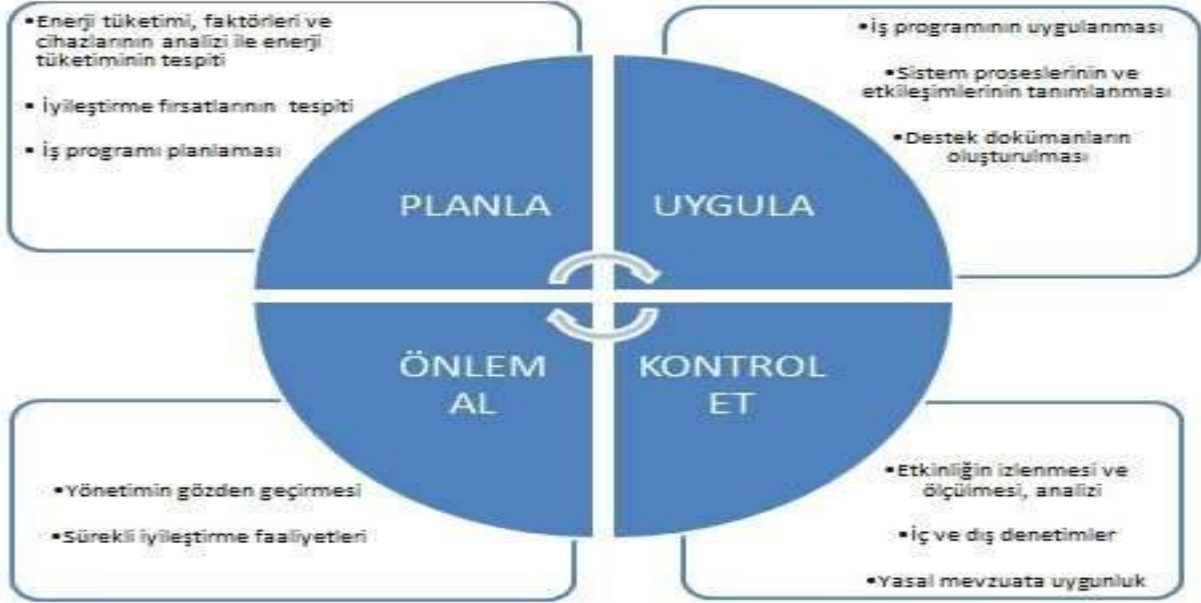 •Enerji tüketimi, faktörleri ve
cihazlarının analizi ile enerji
tüketiminin tespiti
• İyileştirme fırsatlarının tespiti
• İş programı planlaması
•İş programının uygulanması
•Sistem proseslerinin ve
etkileşimlerinin tanımlanması
•Destek dokümanların
oluşturulması
PLANLA
UYGULA
ÖNLEM
AL
KONTROL
ET
•Yönetimin gözden geçirmesi
•Sürekli iyileştirme faaliyetleri
•Etkinliğin izlenmesi ve
ölçülmesi, analizi
•İç ve dış denetimler
•Yasal mevzuata uygunluk